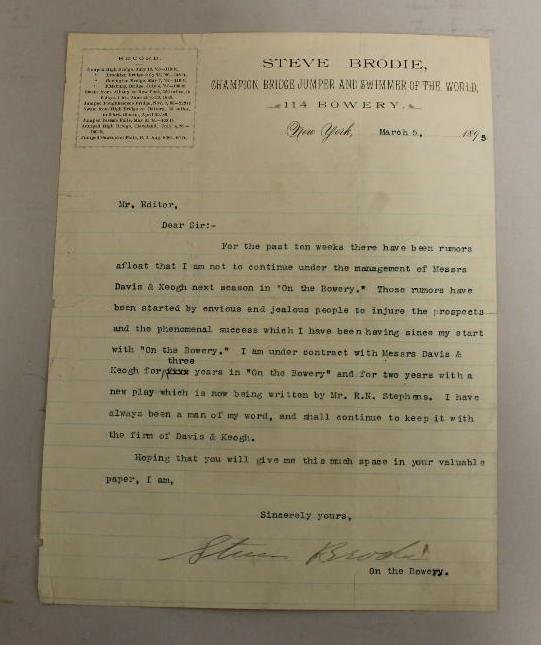 RECORD.
Jumped High Bridge,
Brooklyn Bridge
STEVE BRODIE,
CHAMPION BRIDGE JUMPER AND SWIMMER OF THE WORLD,
114 BOWERY.
New York, March 5, 1895
Mr. Editor,
Dear Sir:-
For the past ten weeks there have been rumors
afloat that I am not to continue under the management of Messrs
Davis & Keogh next season in "On the Bowery." Those rumors have
been started by envious and jealous people to injure the prospects
and the phenomenal success which I have been having since my start
with "On the Bowery." I am under contract with Messrs Davis &
three
Keogh for years in "On the Bowery" and for two years with a
new play which is now being written by Mr. R.N. Stephens. I have
always been a man of my word, and shall continue to keep it with
the firm of Davis & Keogh.
Hoping that you will give me this much space in your valuable
paper, I am,
Sincerely yours,
Steve Brodie
On the Bowery.